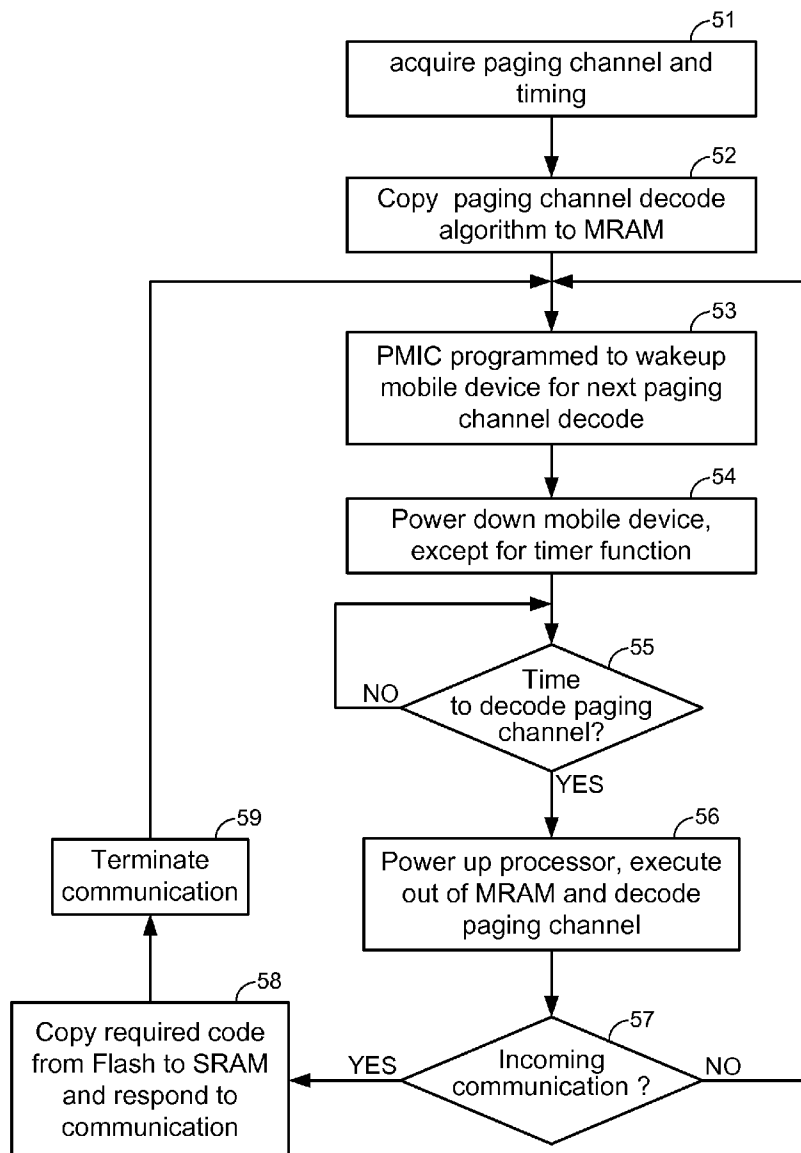 51
acquire paging channel and
timing
52
Copy paging channel decode
algorithm to MRAM
53
PMIC programmed to wakeup
mobile device for next paging
channel decode
54
Power down mobile device,
except for timer function
55
Time
to decode paging
channel?
NO
YES
56
Power up processor, execute
out of MRAM and decode
paging channel
57
Incoming
communication ?
YES
NO
58
Copy required code
from Flash to SRAM
and respond to
communication
59
Terminate
communication